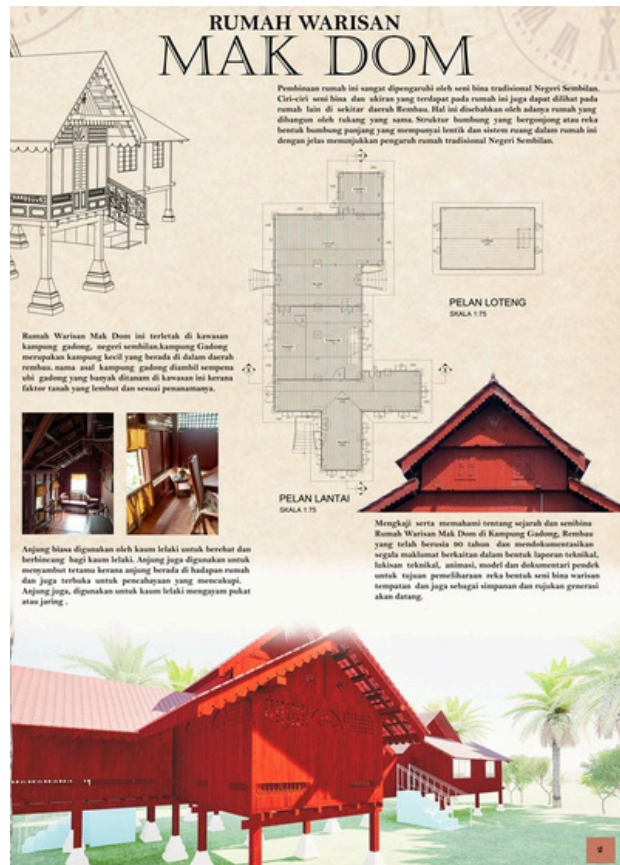 RUMAH WARISAN
MAK DOM
Pembinaan rumah ini sangat dipengaruhi oleh seni bina tradisional Negeri Sembilan.
Ciri-ciri seni bina dan ukiran yang terdapat pada rumah ini juga dapat dilihat pada
rumah lain di sekitar daerah Rembau. Hal ini disebabkan oleh adanya rumah yang
dibangun oleh tukang yang sama. Struktur bumbung yang bergonjong atau reka
bentuk bumbung panjang yang mempunyai lentik dan sistem ruang dalam rumah ini
dengan jelas menunjukkan pengaruh rumah tradisional Negeri Sembilan.
PELAN LOTENG
SKALA 1:75
Rumah Warisan Mak Dom ini terletak di kawasan
kampung gadong, negeri sembilan.kampung Gadong
merupakan kampung kecil yang berada di dalam daerah
rembau. nama asal kampung gadong diambil sempena
ubi gadong yang banyak ditanam di kawasan ini kerana
faktor tanah yang lembut dan sesuai penanamanya.
PELAN LANTAI
SKALA 1:75
Anjung biasa digunakan oleh kaum lelaki untuk berehat dan
berbincang bagi kaum lelaki. Anjung juga digunakan untuk
menyambut tetamu kerana anjung berada di hadapan rumah
dan juga terbuka untuk pencahayaan yang mencukupi.
Anjung juga, digunakan untuk kaum lelaki mengayam pukat
atau jaring .
Mengkaji serta memahami tentang sejarah dan senibina
Rumah Warisan Mak Dom di Kampung Gadong, Rembau
yang telah berusia 90 tahun dan mendokumentasikan
segala maklumat berkaitan dalam bentuk laporan teknikal,
lukisan teknikal, animasi, model dan dokumentari pendek
untuk tujuan pemeliharaan reka bentuk seni bina warisan
tempatan dan juga sebagai simpanan dan rujukan generasi
akan datang.